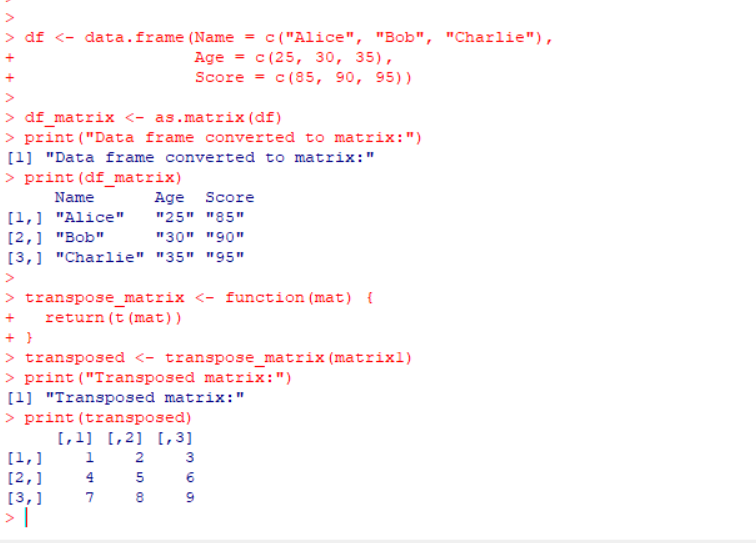 >
>
> df <- data.frame(Name = c("Alice", "Bob", "Charlie"),
+                  Age = c(25, 30, 35),
+                  Score = c(85, 90, 95))
>
> df_matrix <- as.matrix(df)
> print("Data frame converted to matrix:")
[1] "Data frame converted to matrix:"
> print(df_matrix)
     Name      Age  Score
[1,] "Alice"   "25" "85"
[2,] "Bob"     "30" "90"
[3,] "Charlie" "35" "95"
>
> transpose_matrix <- function(mat) {
+   return(t(mat))
+ }
> transposed <- transpose_matrix(matrix1)
> print("Transposed matrix:")
[1] "Transposed matrix:"
> print(transposed)
     [,1] [,2] [,3]
[1,]    1    2    3
[2,]    4    5    6
[3,]    7    8    9
>